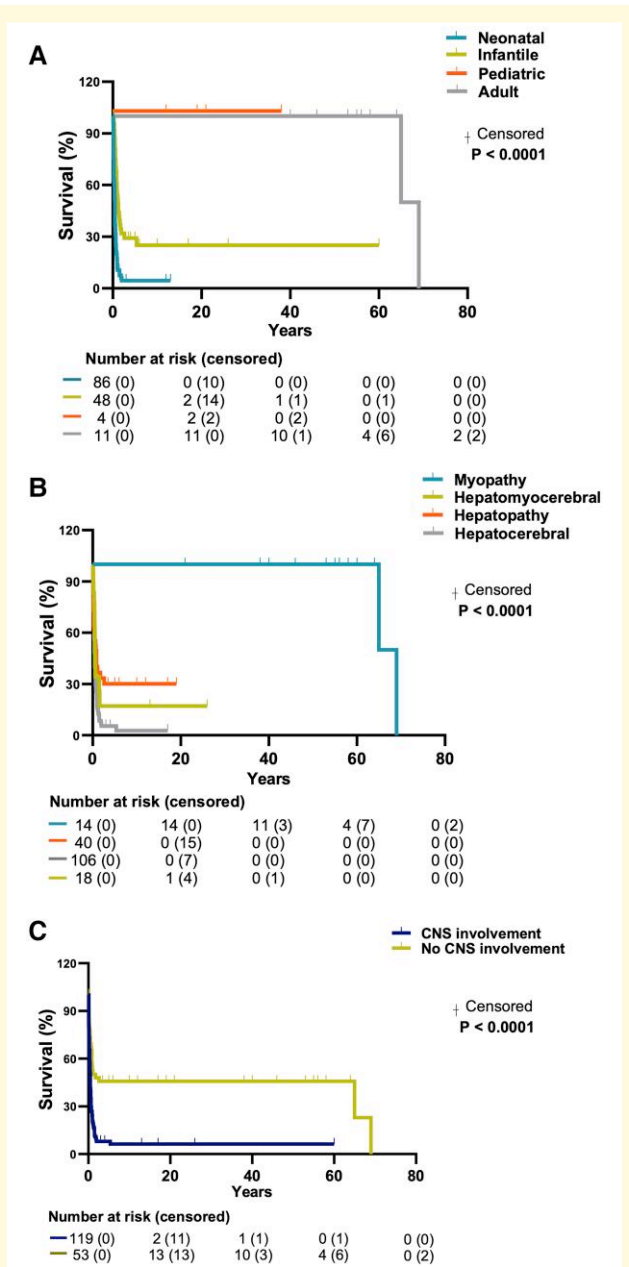 A
Neonatal
Infantile
Pediatric
Adult
Censored
P < 0.0001
Survival (%)
120
90
60
30
0
0 20 40 60 80
Years
Number at risk (censored)
86 (0) 0 (10) 0 (0) 0 (0) 0 (0)
48 (0) 2 (14) 1 (1) 0 (1) 0 (0)
4 (0) 2 (2) 0 (2) 0 (0) 0 (0)
11 (0) 11 (0) 10 (1) 4 (6) 2 (2)
B
Myopathy
Hepatomyocerebral
Hepatopathy
Hepatocerebral
Censored
P < 0.0001
Survival (%)
120
90
60
30
0
0 20 40 60 80
Years
Number at risk (censored)
14 (0) 14 (0) 11 (3) 4 (7) 0 (2)
40 (0) 0 (15) 0 (0) 0 (0) 0 (0)
106 (0) 0 (7) 0 (0) 0 (0) 0 (0)
18 (0) 1 (4) 0 (1) 0 (0) 0 (0)
C
CNS involvement
No CNS involvement
Censored
P < 0.0001
Survival (%)
120
90
60
30
0
0 20 40 60 80
Years
Number at risk (censored)
119 (0) 2 (11) 1 (1) 0 (1) 0 (0)
53 (0) 13 (13) 10 (3) 4 (6) 0 (2)